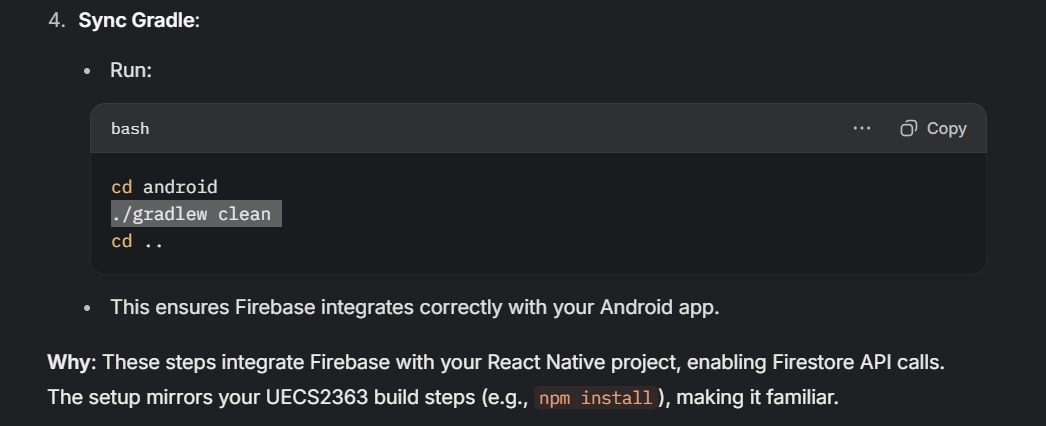 4. Sync Gradle:
• Run:
bash ··· Copy
cd android
./gradlew clean
cd ..
• This ensures Firebase integrates correctly with your Android app.
Why: These steps integrate Firebase with your React Native project, enabling Firestore API calls.
The setup mirrors your UECS2363 build steps (e.g., npm install), making it familiar.